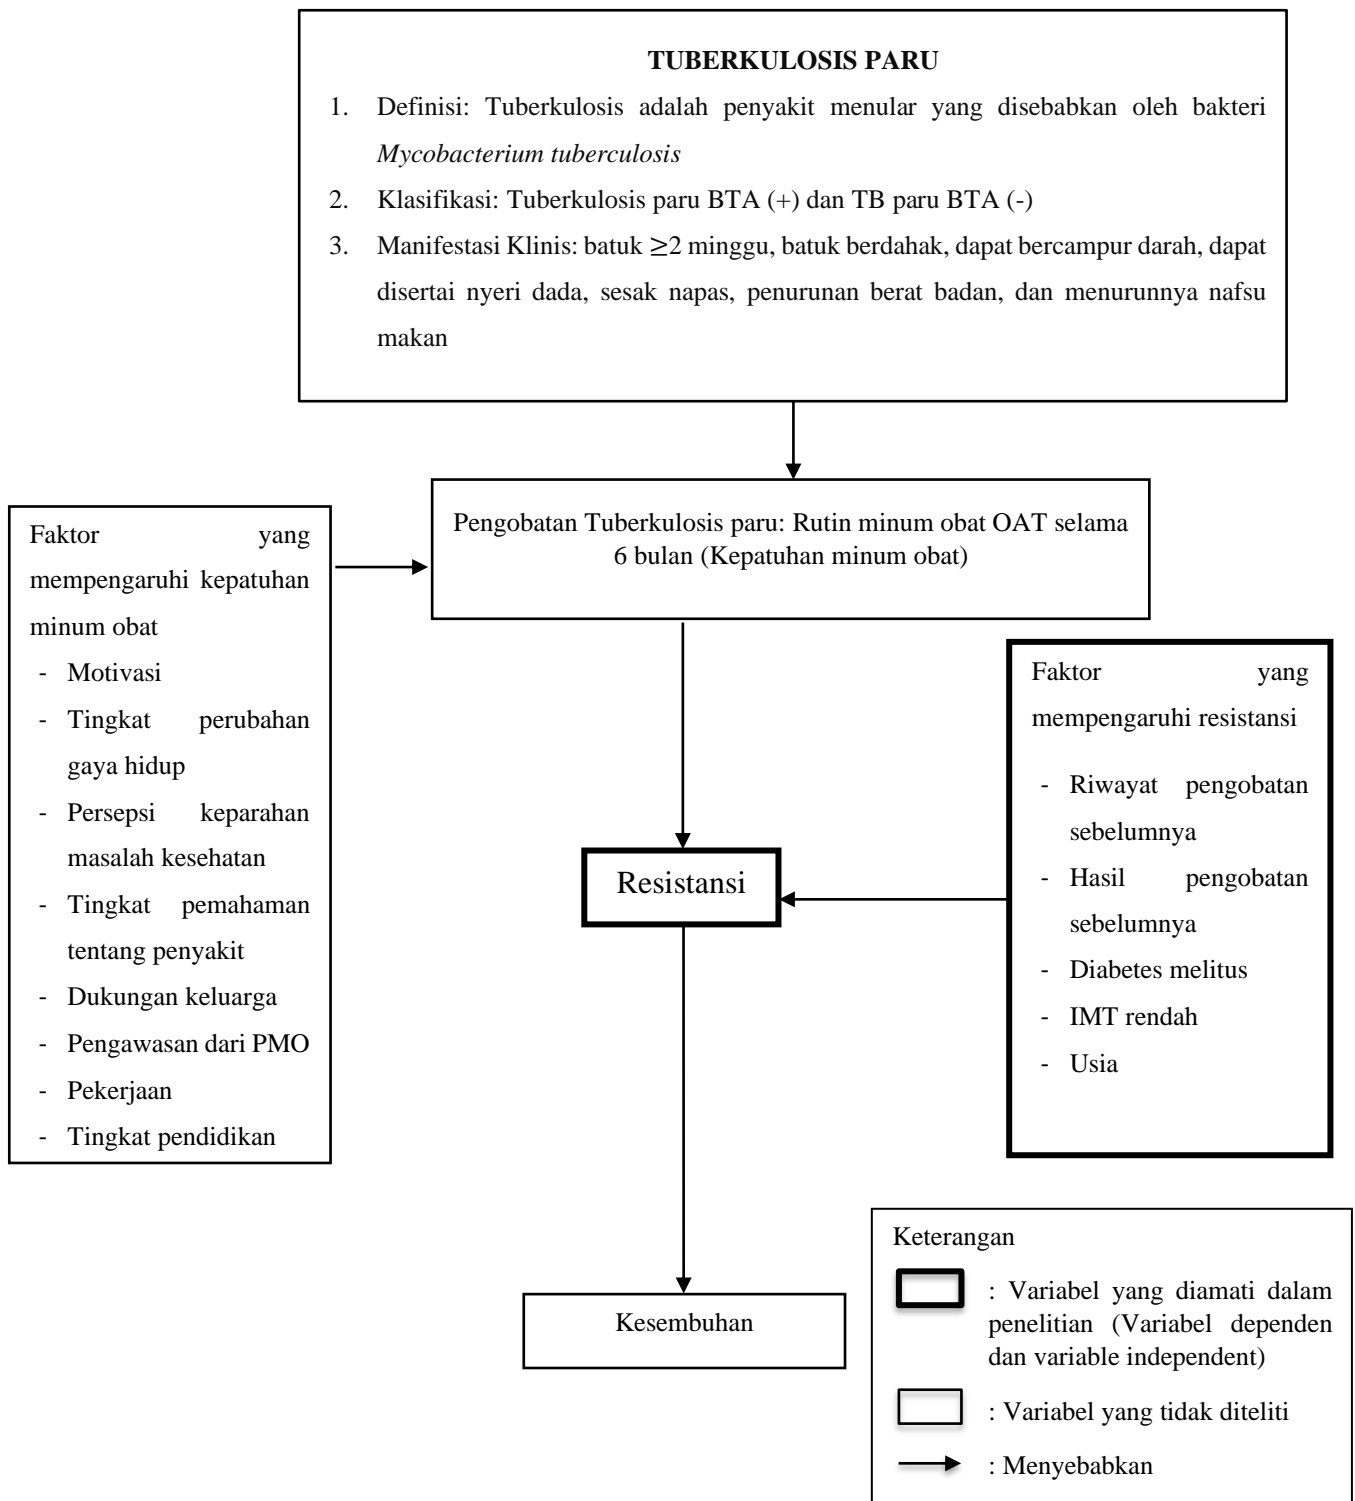 TUBERKULOSIS PARU
1. Definisi: Tuberkulosis adalah penyakit menular yang disebabkan oleh bakteri
Mycobacterium tuberculosis
2. Klasifikasi: Tuberkulosis paru BTA (+) dan TB paru BTA (-)
3. Manifestasi Klinis: batuk ≥2 minggu, batuk berdahak, dapat bercampur darah, dapat
disertai nyeri dada, sesak napas, penurunan berat badan, dan menurunnya nafsu
makan
Pengobatan Tuberkulosis paru: Rutin minum obat OAT selama
6 bulan (Kepatuhan minum obat)
Faktor yang
mempengaruhi kepatuhan
minum obat
- Motivasi
- Tingkat perubahan
gaya hidup
- Persepsi keparahan
masalah kesehatan
- Tingkat pemahaman
tentang penyakit
- Dukungan keluarga
- Pengawasan dari PMO
- Pekerjaan
- Tingkat pendidikan
Faktor yang
mempengaruhi resistansi
- Riwayat pengobatan
sebelumnya
- Hasil pengobatan
sebelumnya
- Diabetes melitus
- IMT rendah
- Usia
Resistansi
Kesembuhan
Keterangan
: Variabel yang diamati dalam
penelitian (Variabel dependen
dan variable independent)
: Variabel yang tidak diteliti
: Menyebabkan